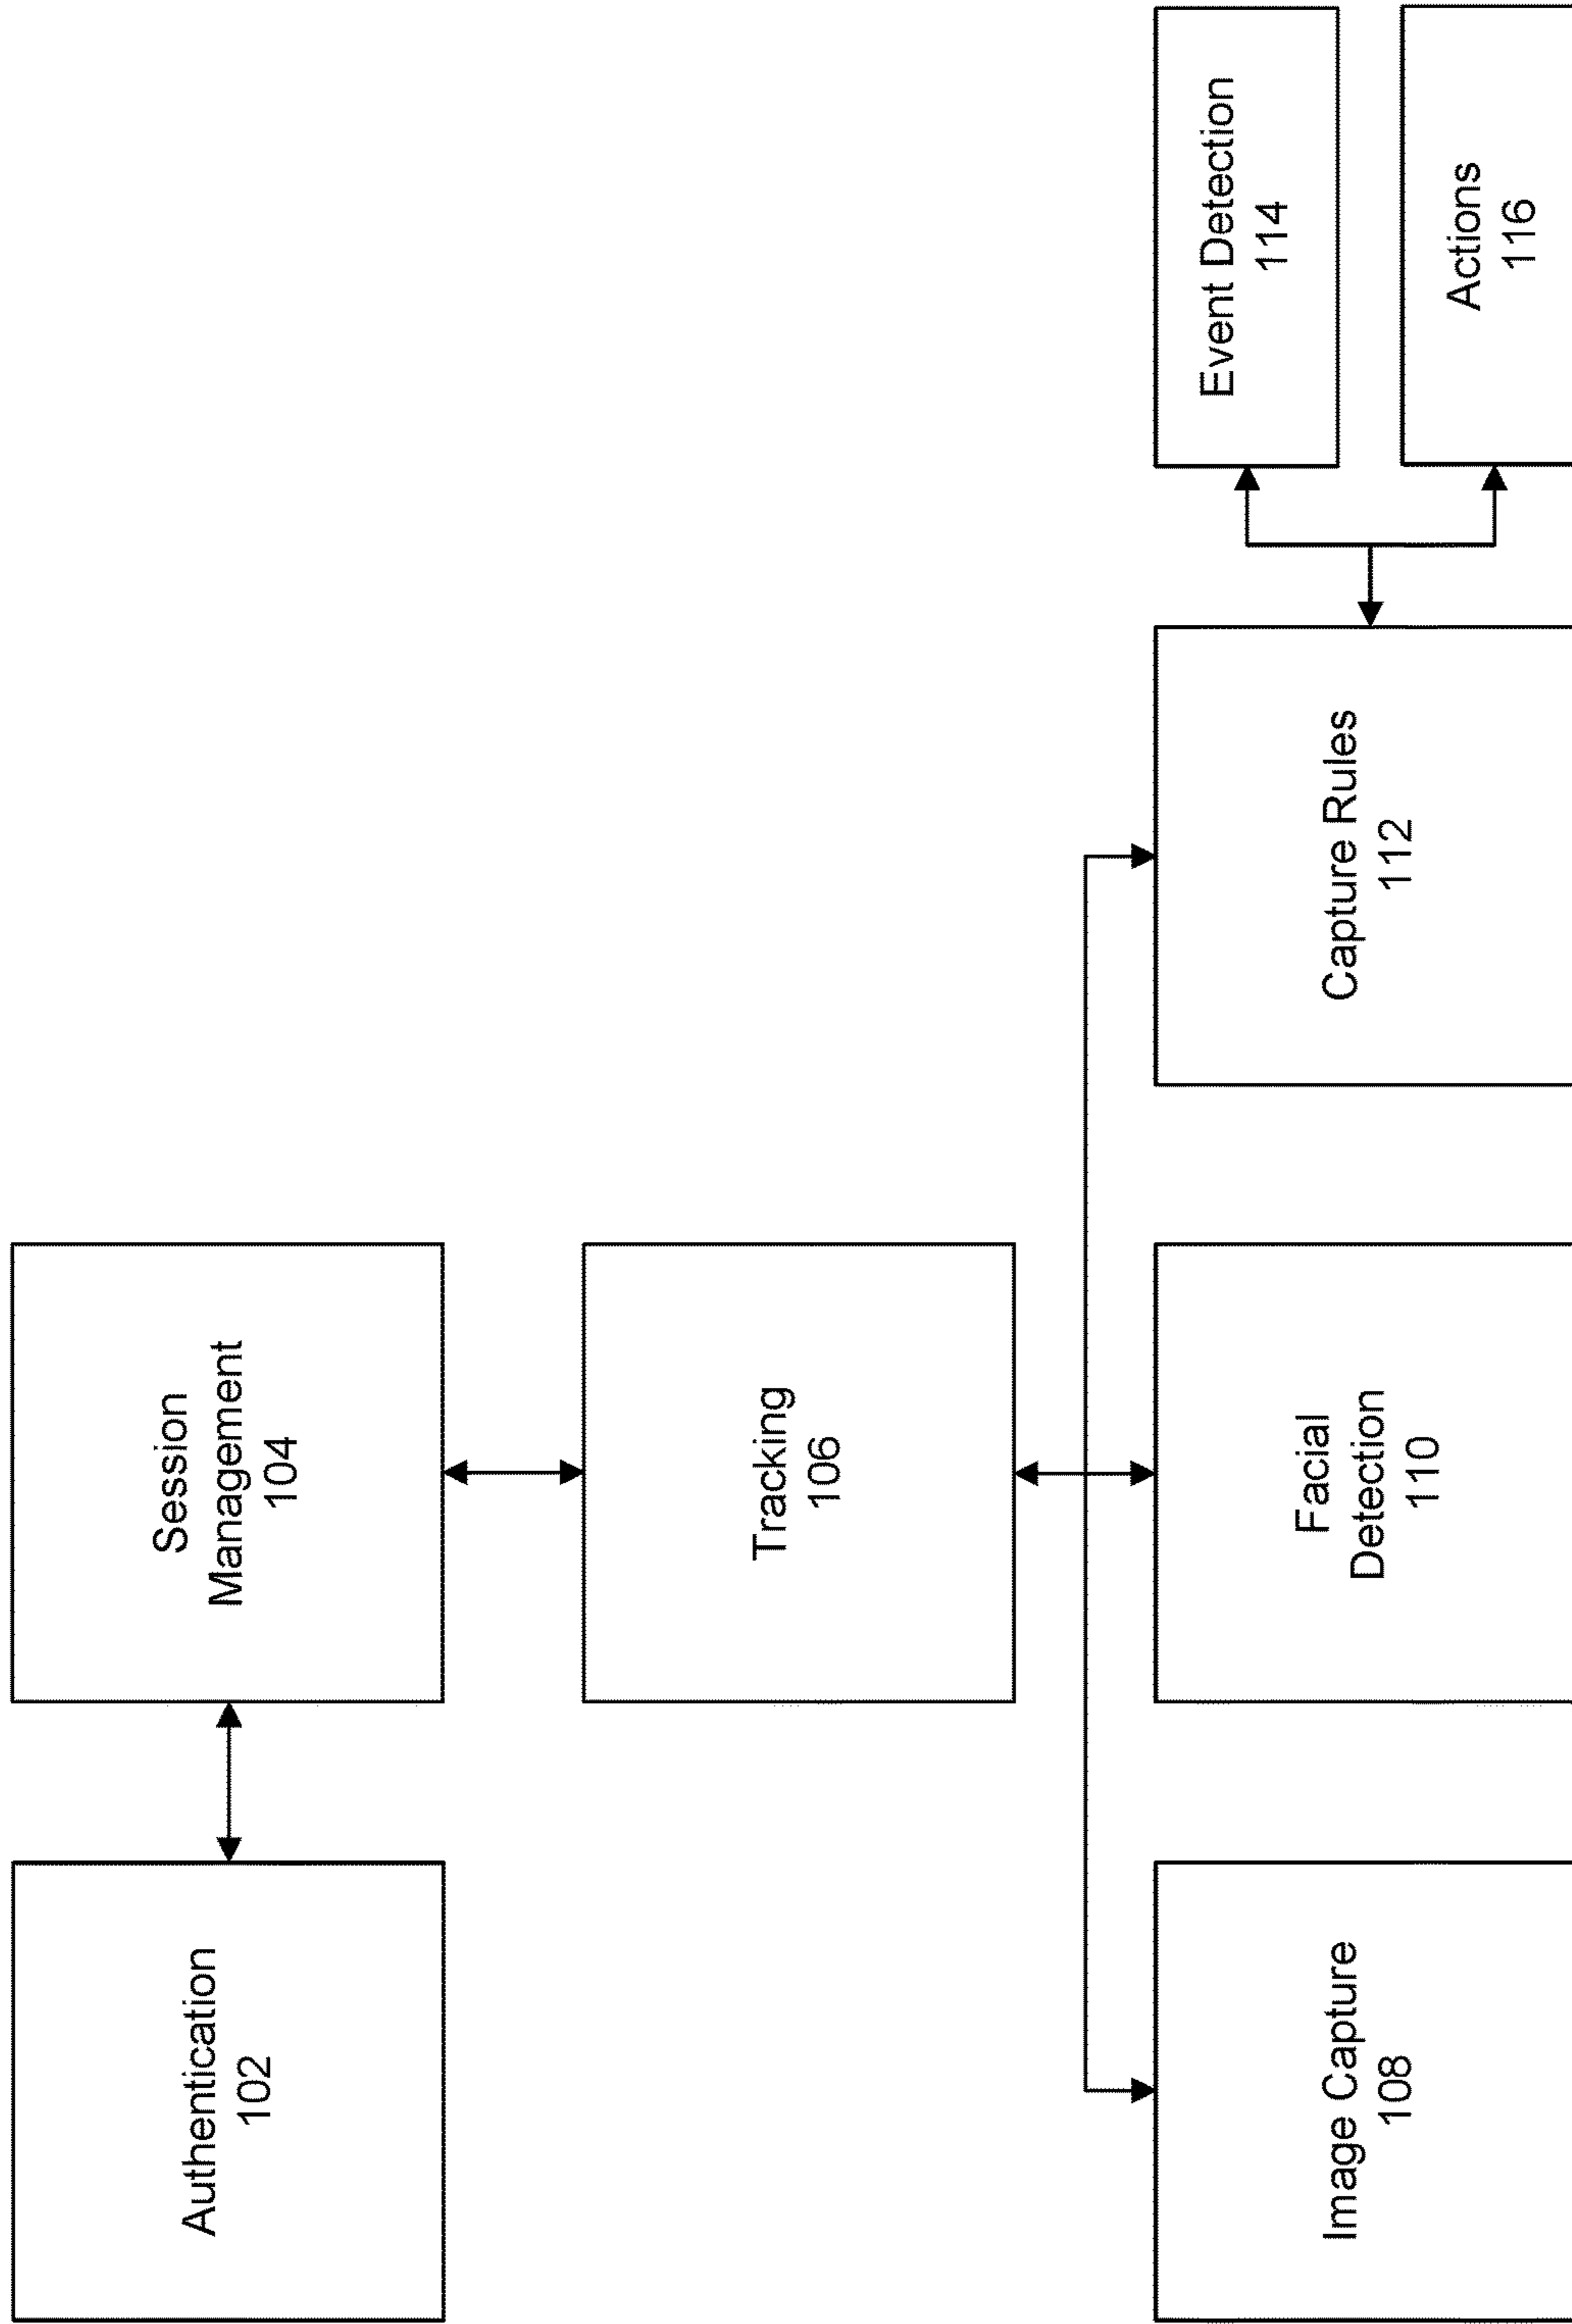 Authentication
102
Session
Management
104
Tracking
106
Image Capture
108
Facial
Detection
110
Capture Rules
112
Event Detection
114
Actions
116